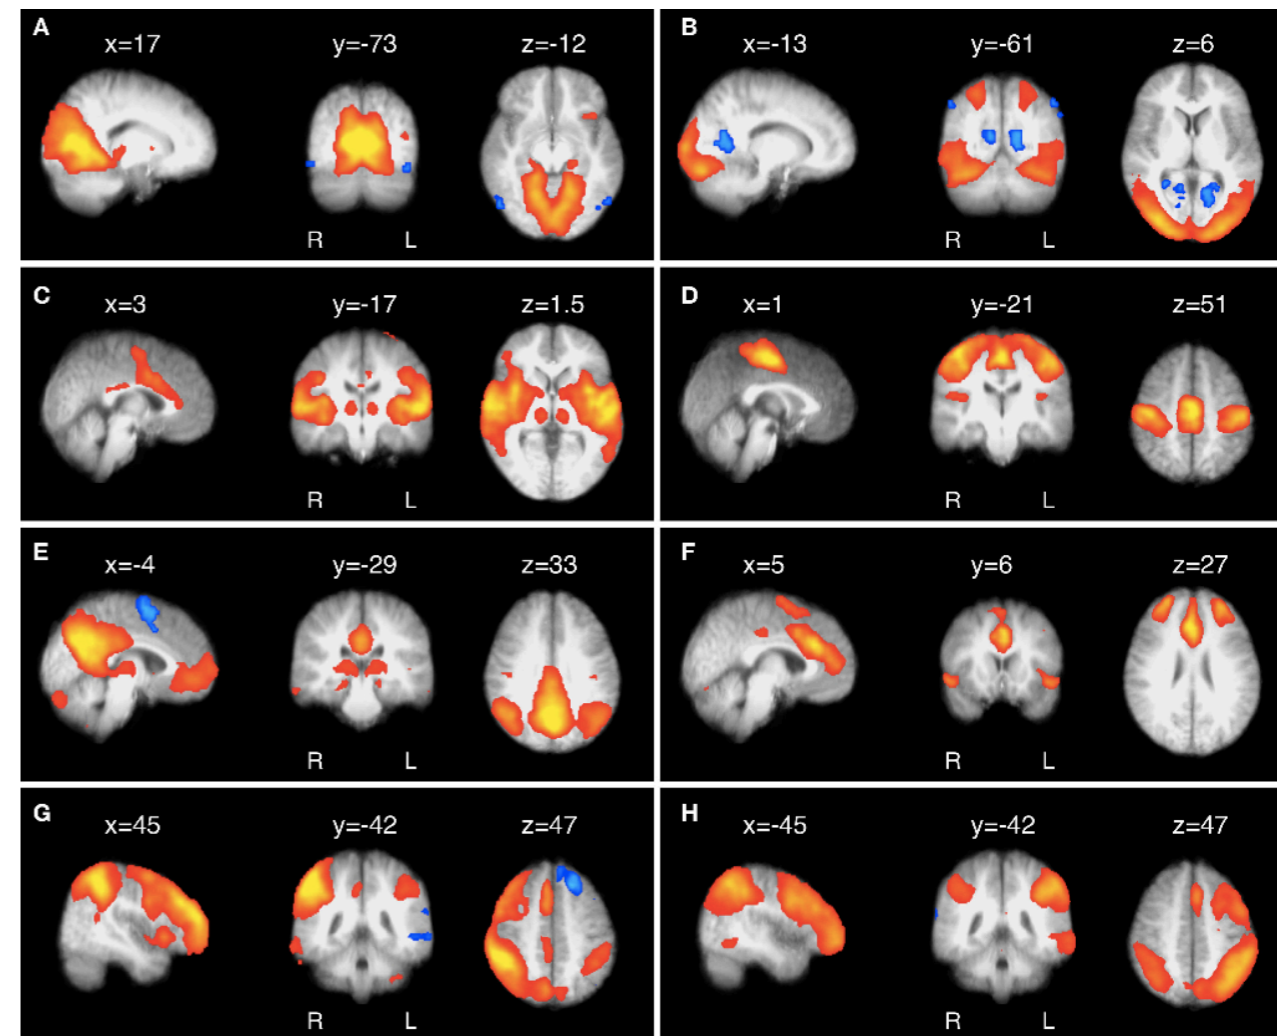 A
x=17 y=-73 z=-12
R L
B
x=-13 y=-61 z=6
R L
C
x=3 y=-17 z=1.5
R L
D
x=1 y=-21 z=51
R L
E
x=-4 y=-29 z=33
R L
F
x=5 y=6 z=27
R L
G
x=45 y=-42 z=47
R L
H
x=-45 y=-42 z=47
R L